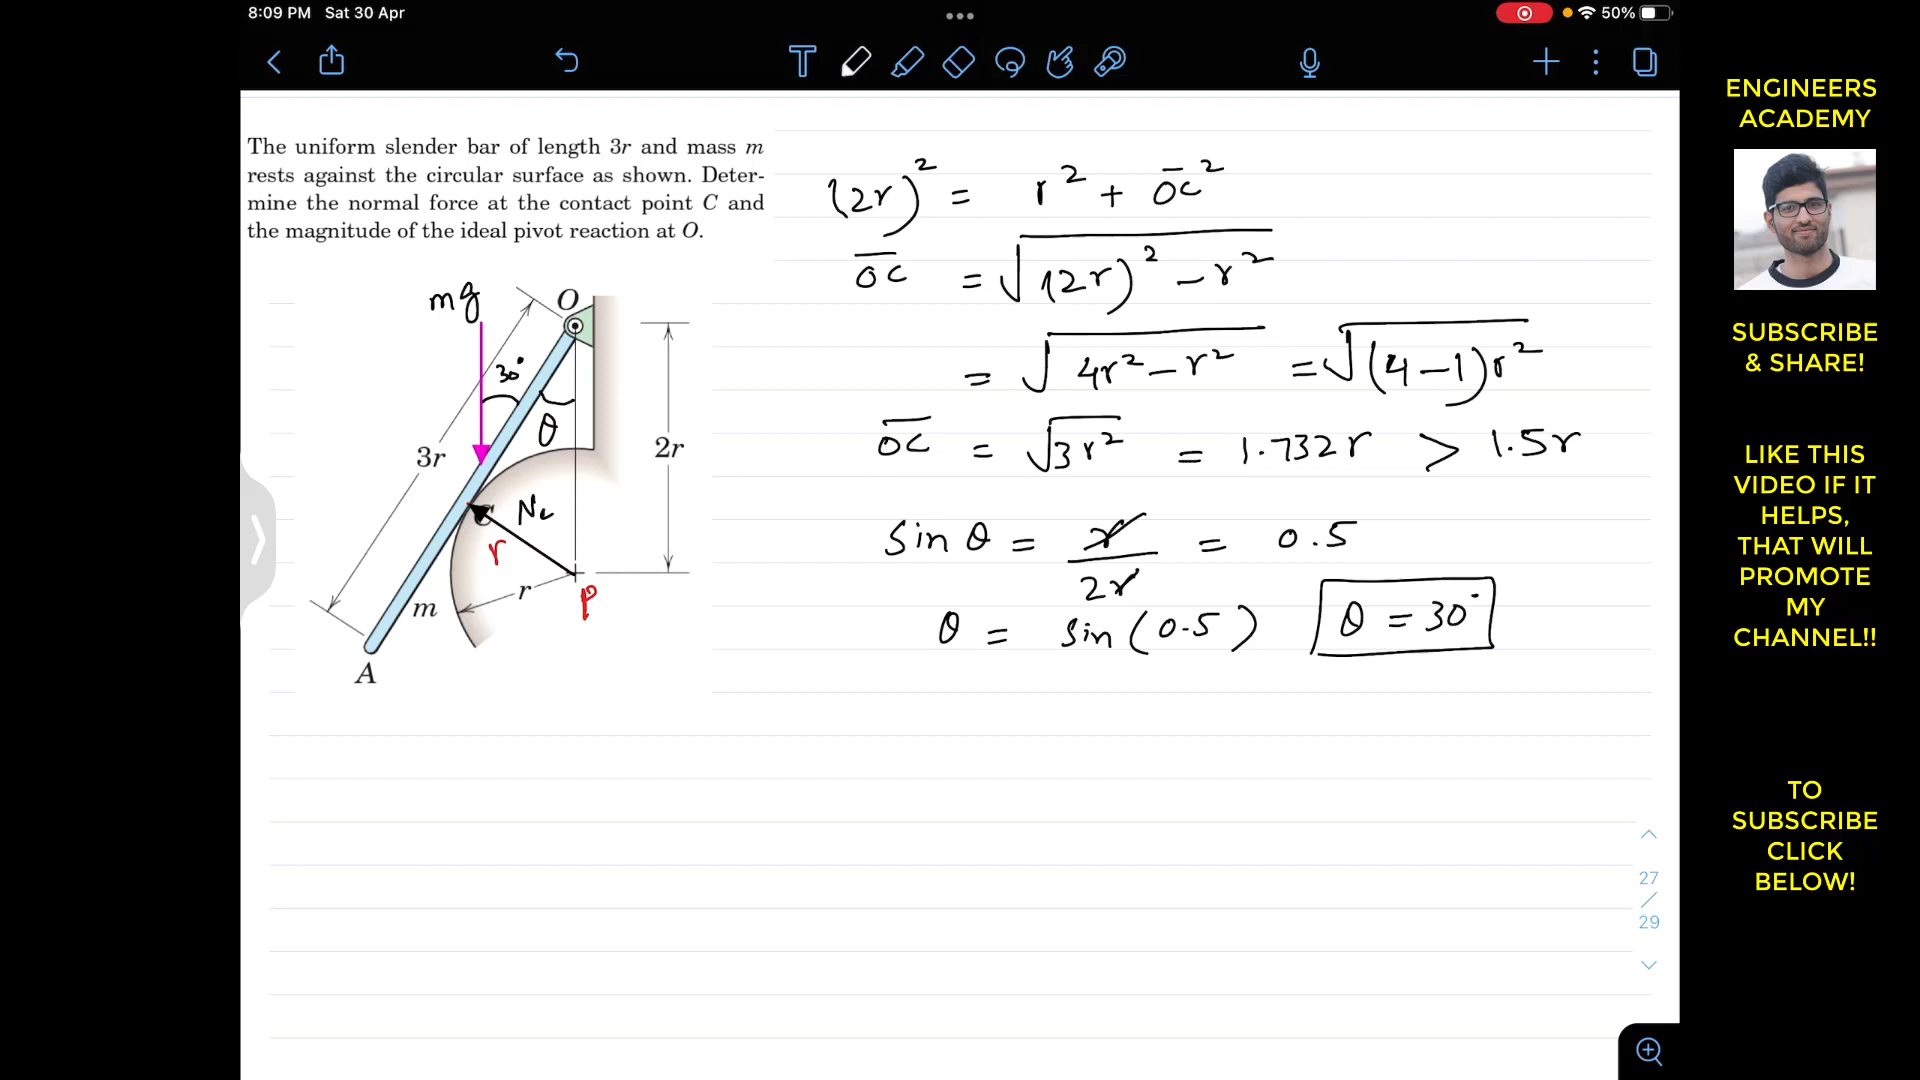 8:09 PM Sat 30 Apr
50%
The uniform slender bar of length 3r and mass m
rests against the circular surface as shown. Deter-
mine the normal force at the contact point C and
the magnitude of the ideal pivot reaction at O.
mg
O
30°
θ
3r
2r
C
Nc
r
r
P
m
A
(2r)² = r² + OC̅²
O̅C̅ = √(2r)² − r²
= √4r² − r² = √(4−1)r²
O̅C̅ = √3r² = 1.732r > 1.5r
Sin θ = r/2r = 0.5
θ = sin(0.5) θ = 30°
27
/
29
ENGINEERS
ACADEMY
SUBSCRIBE
& SHARE!
LIKE THIS
VIDEO IF IT
HELPS,
THAT WILL
PROMOTE
MY
CHANNEL!!
TO
SUBSCRIBE
CLICK
BELOW!